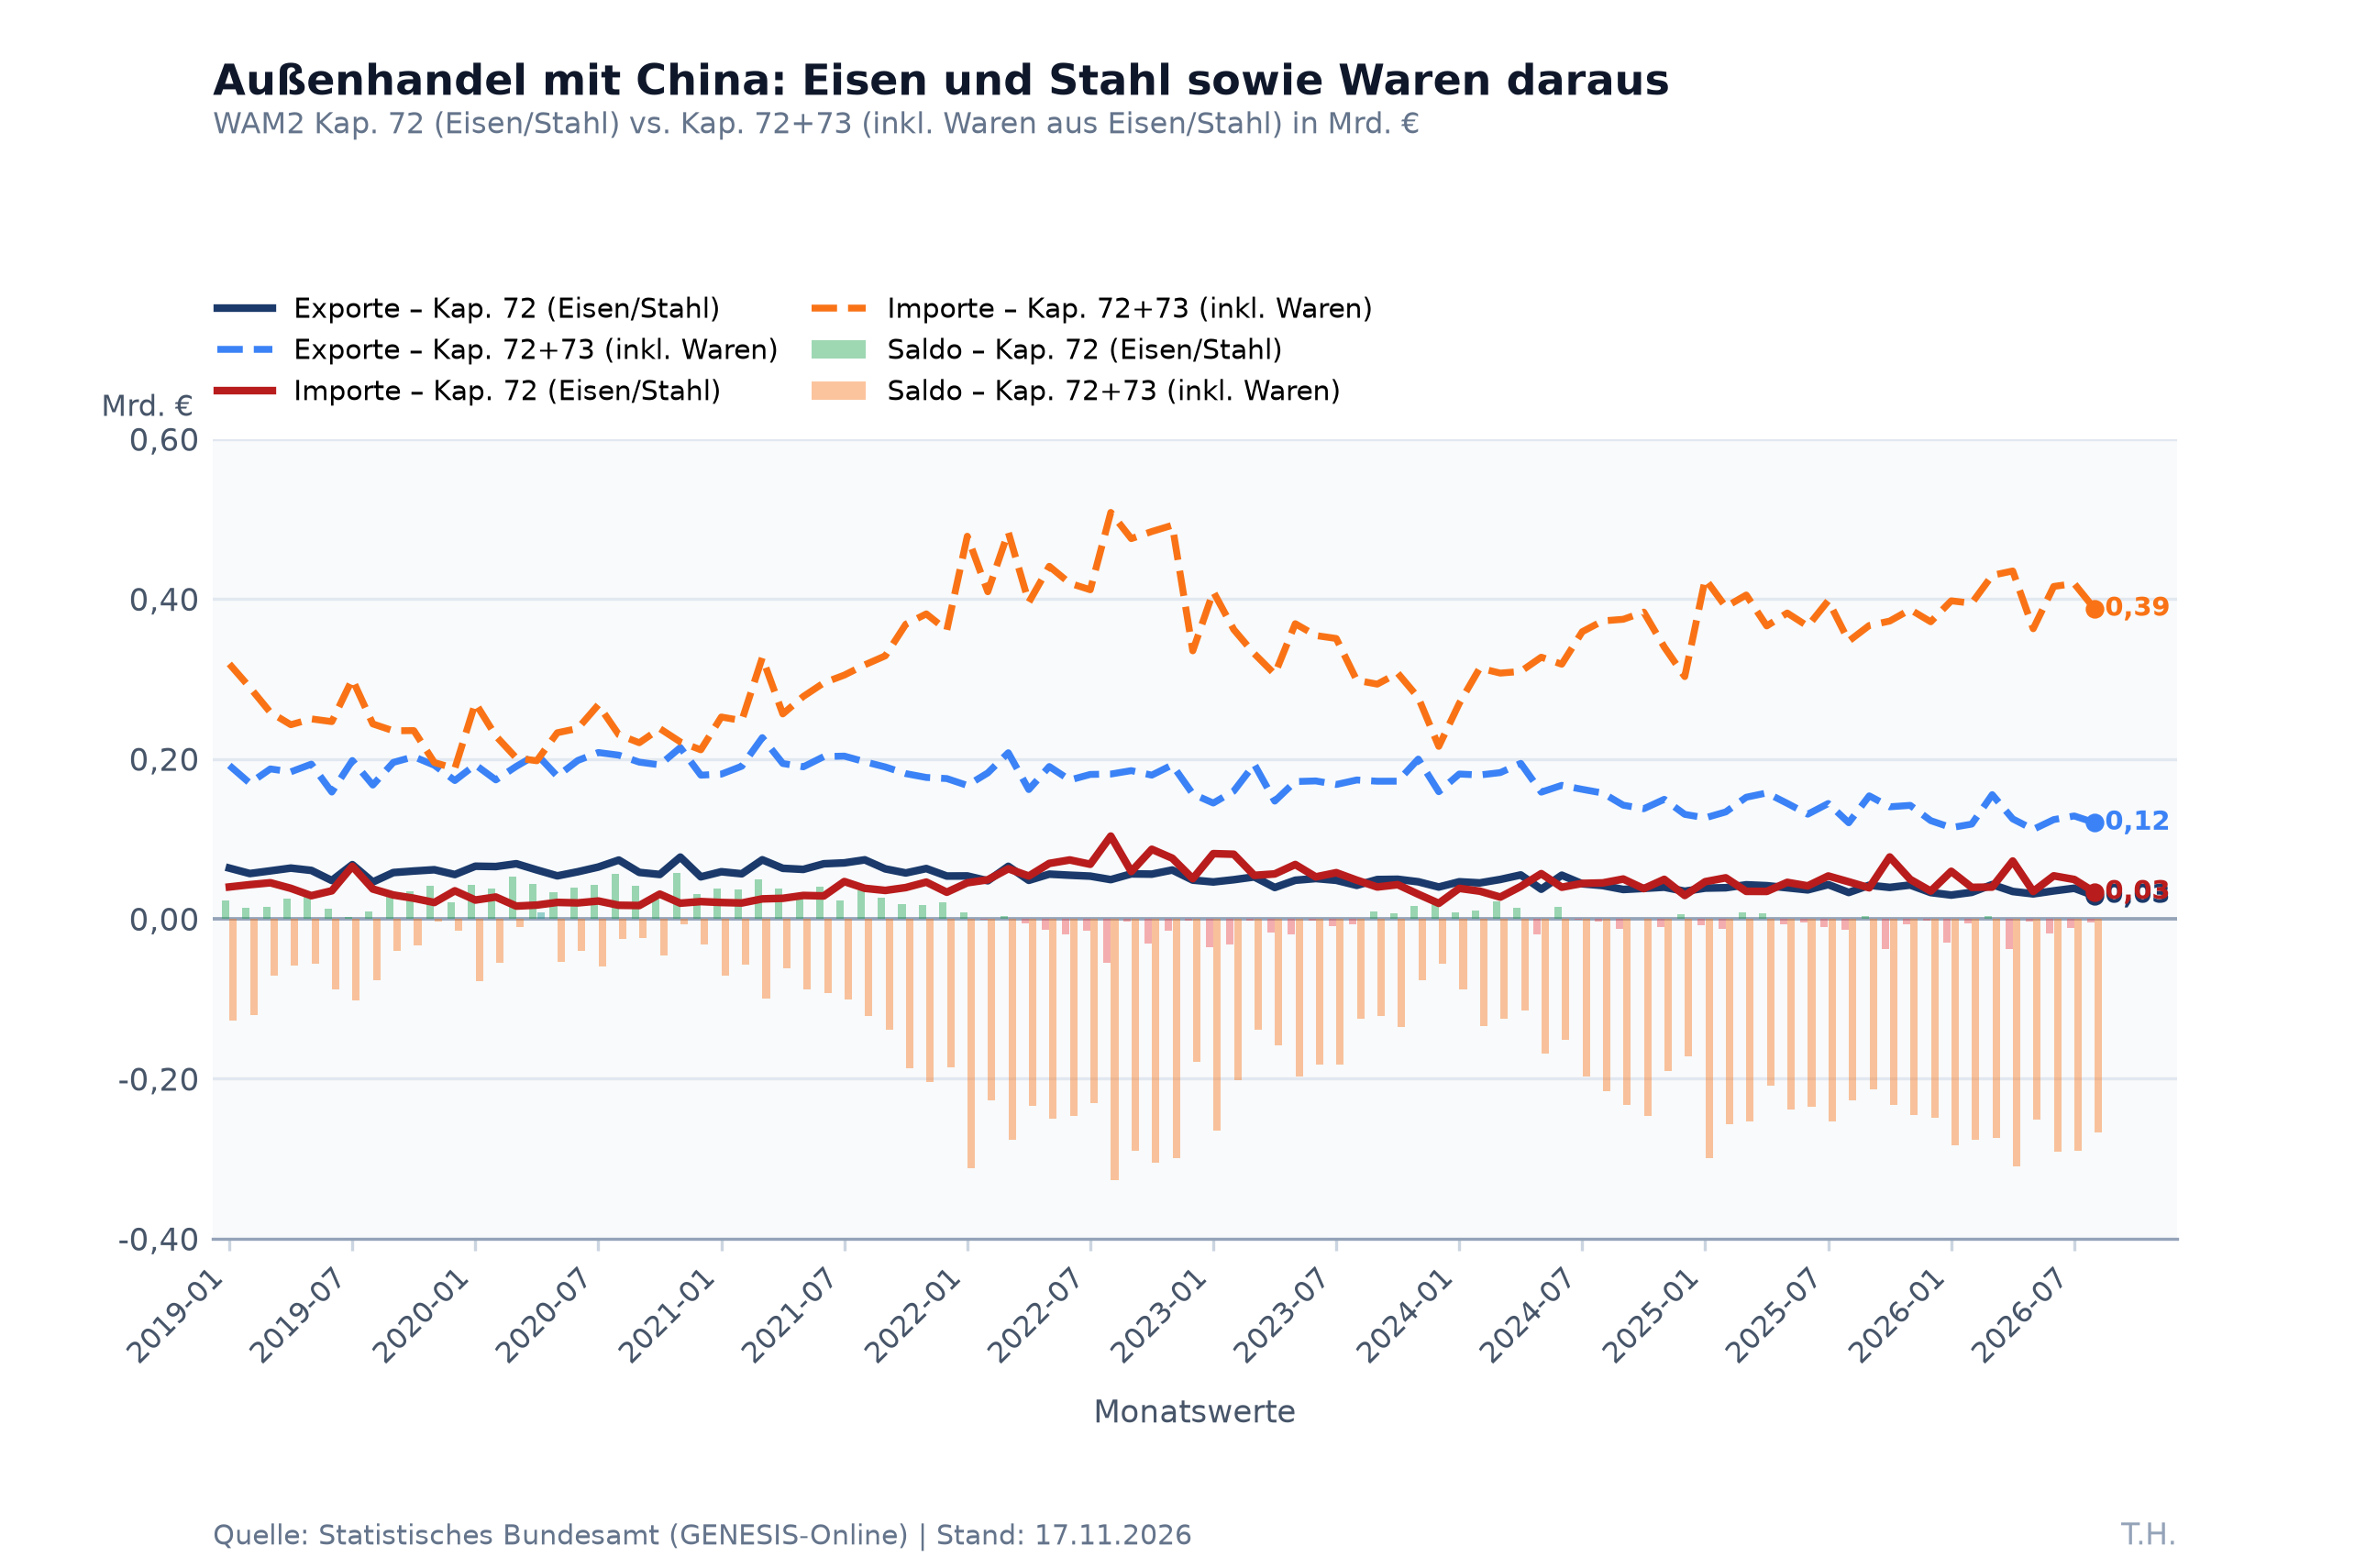 Außenhandel mit China: Eisen und Stahl sowie Waren daraus
WAM2 Kap. 72 (Eisen/Stahl) vs. Kap. 72+73 (inkl. Waren aus Eisen/Stahl) in Mrd. €
Exporte – Kap. 72 (Eisen/Stahl)
Exporte – Kap. 72+73 (inkl. Waren)
Importe – Kap. 72 (Eisen/Stahl)
Importe – Kap. 72+73 (inkl. Waren)
Saldo – Kap. 72 (Eisen/Stahl)
Saldo – Kap. 72+73 (inkl. Waren)
Mrd. €
0,60
0,40
0,20
0,00
-0,20
-0,40
0,39
0,12
0,03
0,03
2019-01
2019-07
2020-01
2020-07
2021-01
2021-07
2022-01
2022-07
2023-01
2023-07
2024-01
2024-07
2025-01
2025-07
2026-01
2026-07
Monatswerte
Quelle: Statistisches Bundesamt (GENESIS-Online) | Stand: 17.11.2026
T.H.